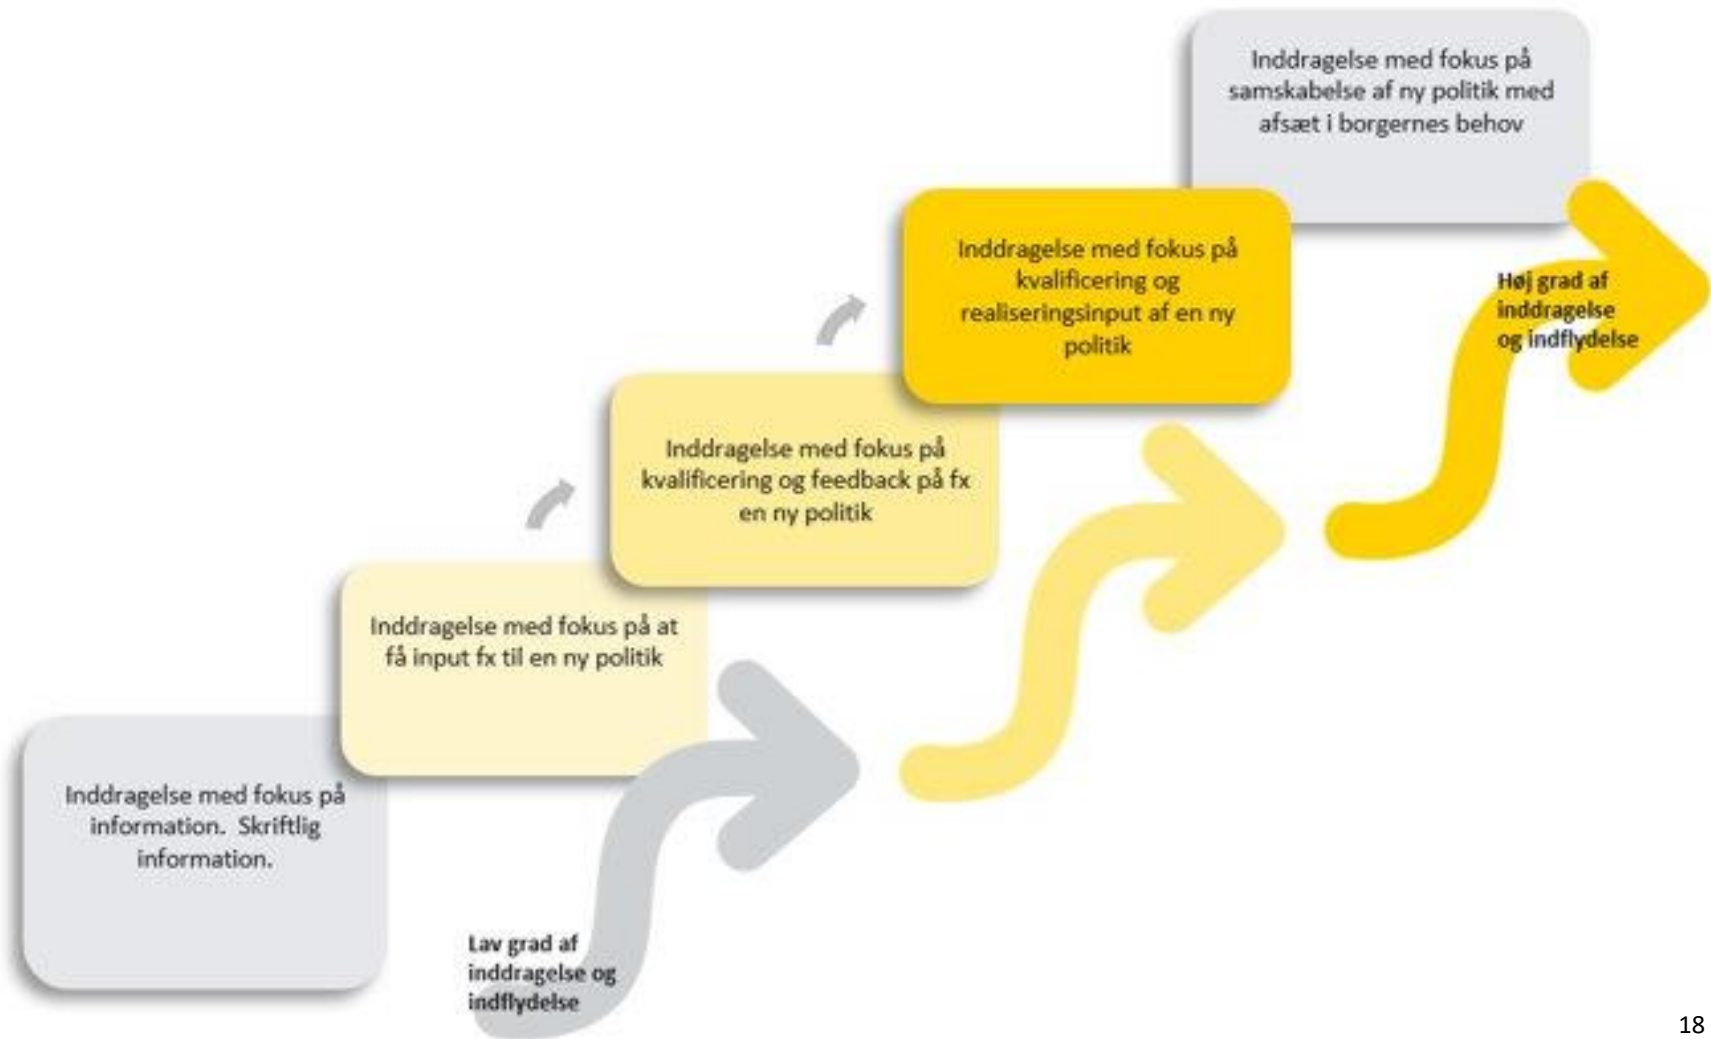 Inddragelse med fokus på
samskabelse af ny politik med
afsæt i borgernes behov
Inddragelse med fokus på
kvalificering og
realiseringsinput af en ny
politik
Høj grad af
inddragelse
og indflydelse
Inddragelse med fokus på
kvalificering og feedback på fx
en ny politik
Inddragelse med fokus på at
få input fx til en ny politik
Inddragelse med fokus på
information.  Skriftlig
information.
Lav grad af
inddragelse og
indflydelse
18